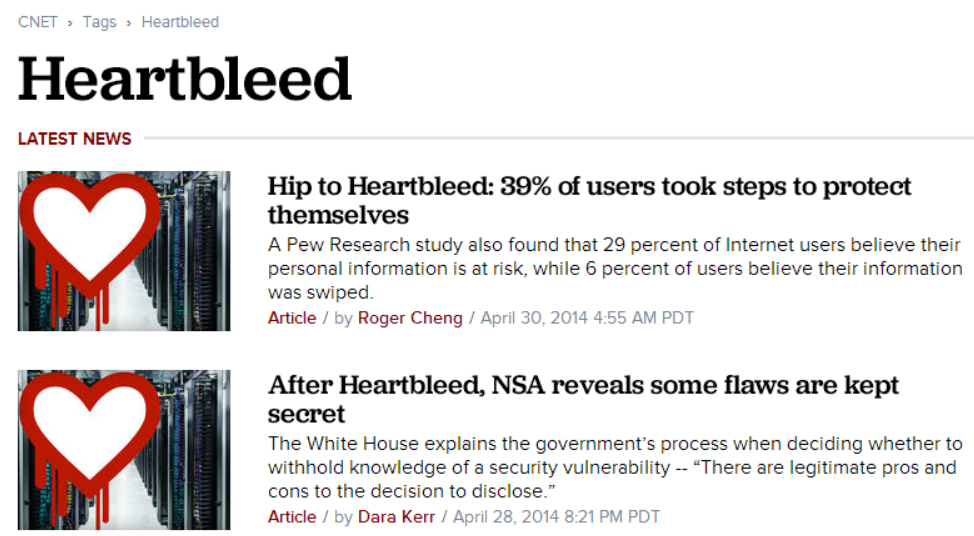 CNET › Tags › Heartbleed
Heartbleed
LATEST NEWS
Hip to Heartbleed: 39% of users took steps to protect
themselves
A Pew Research study also found that 29 percent of Internet users believe their
personal information is at risk, while 6 percent of users believe their information
was swiped.
Article / by Roger Cheng / April 30, 2014 4:55 AM PDT
After Heartbleed, NSA reveals some flaws are kept
secret
The White House explains the government's process when deciding whether to
withhold knowledge of a security vulnerability -- “There are legitimate pros and
cons to the decision to disclose.”
Article / by Dara Kerr / April 28, 2014 8:21 PM PDT